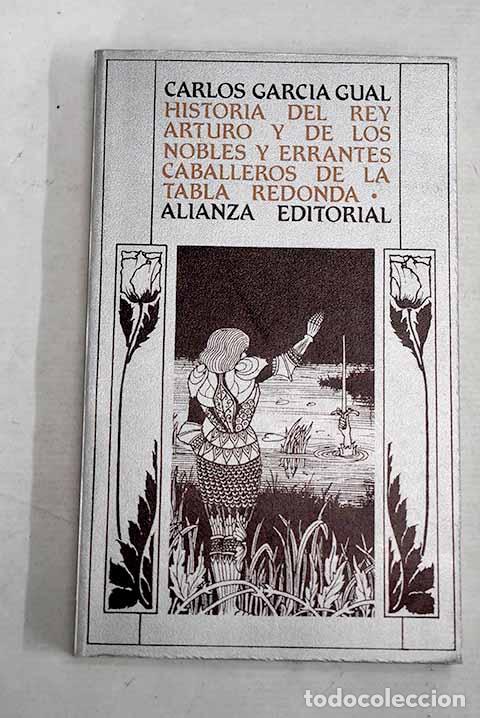 CARLOS GARCIA GUAL
HISTORIA DEL REY
ARTURO Y DE LOS
NOBLES Y ERRANTES
CABALLEROS DE LA
TABLA REDONDA •
ALIANZA EDITORIAL
todocoleccion